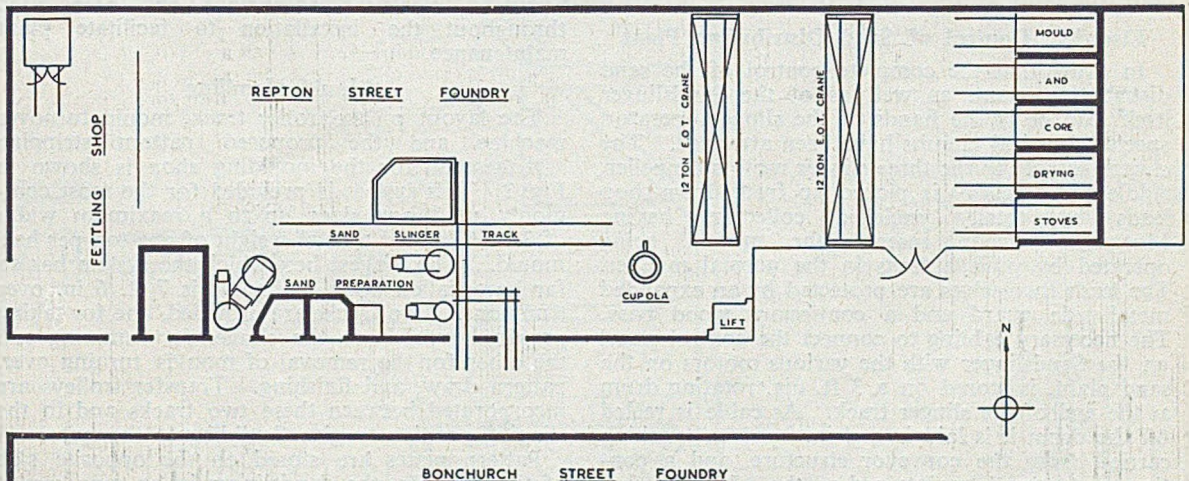 REPTON STREET FOUNDRY
FETTLING SHOP
12 TON E.O.T. CRANE
12 TON E.O.T. CRANE
MOULD
AND
CORE
DRYING
STOVES
SAND SLINGER TRACK
SAND PREPARATION
CUPOLA
LIFT
N
BONCHURCH STREET FOUNDRY